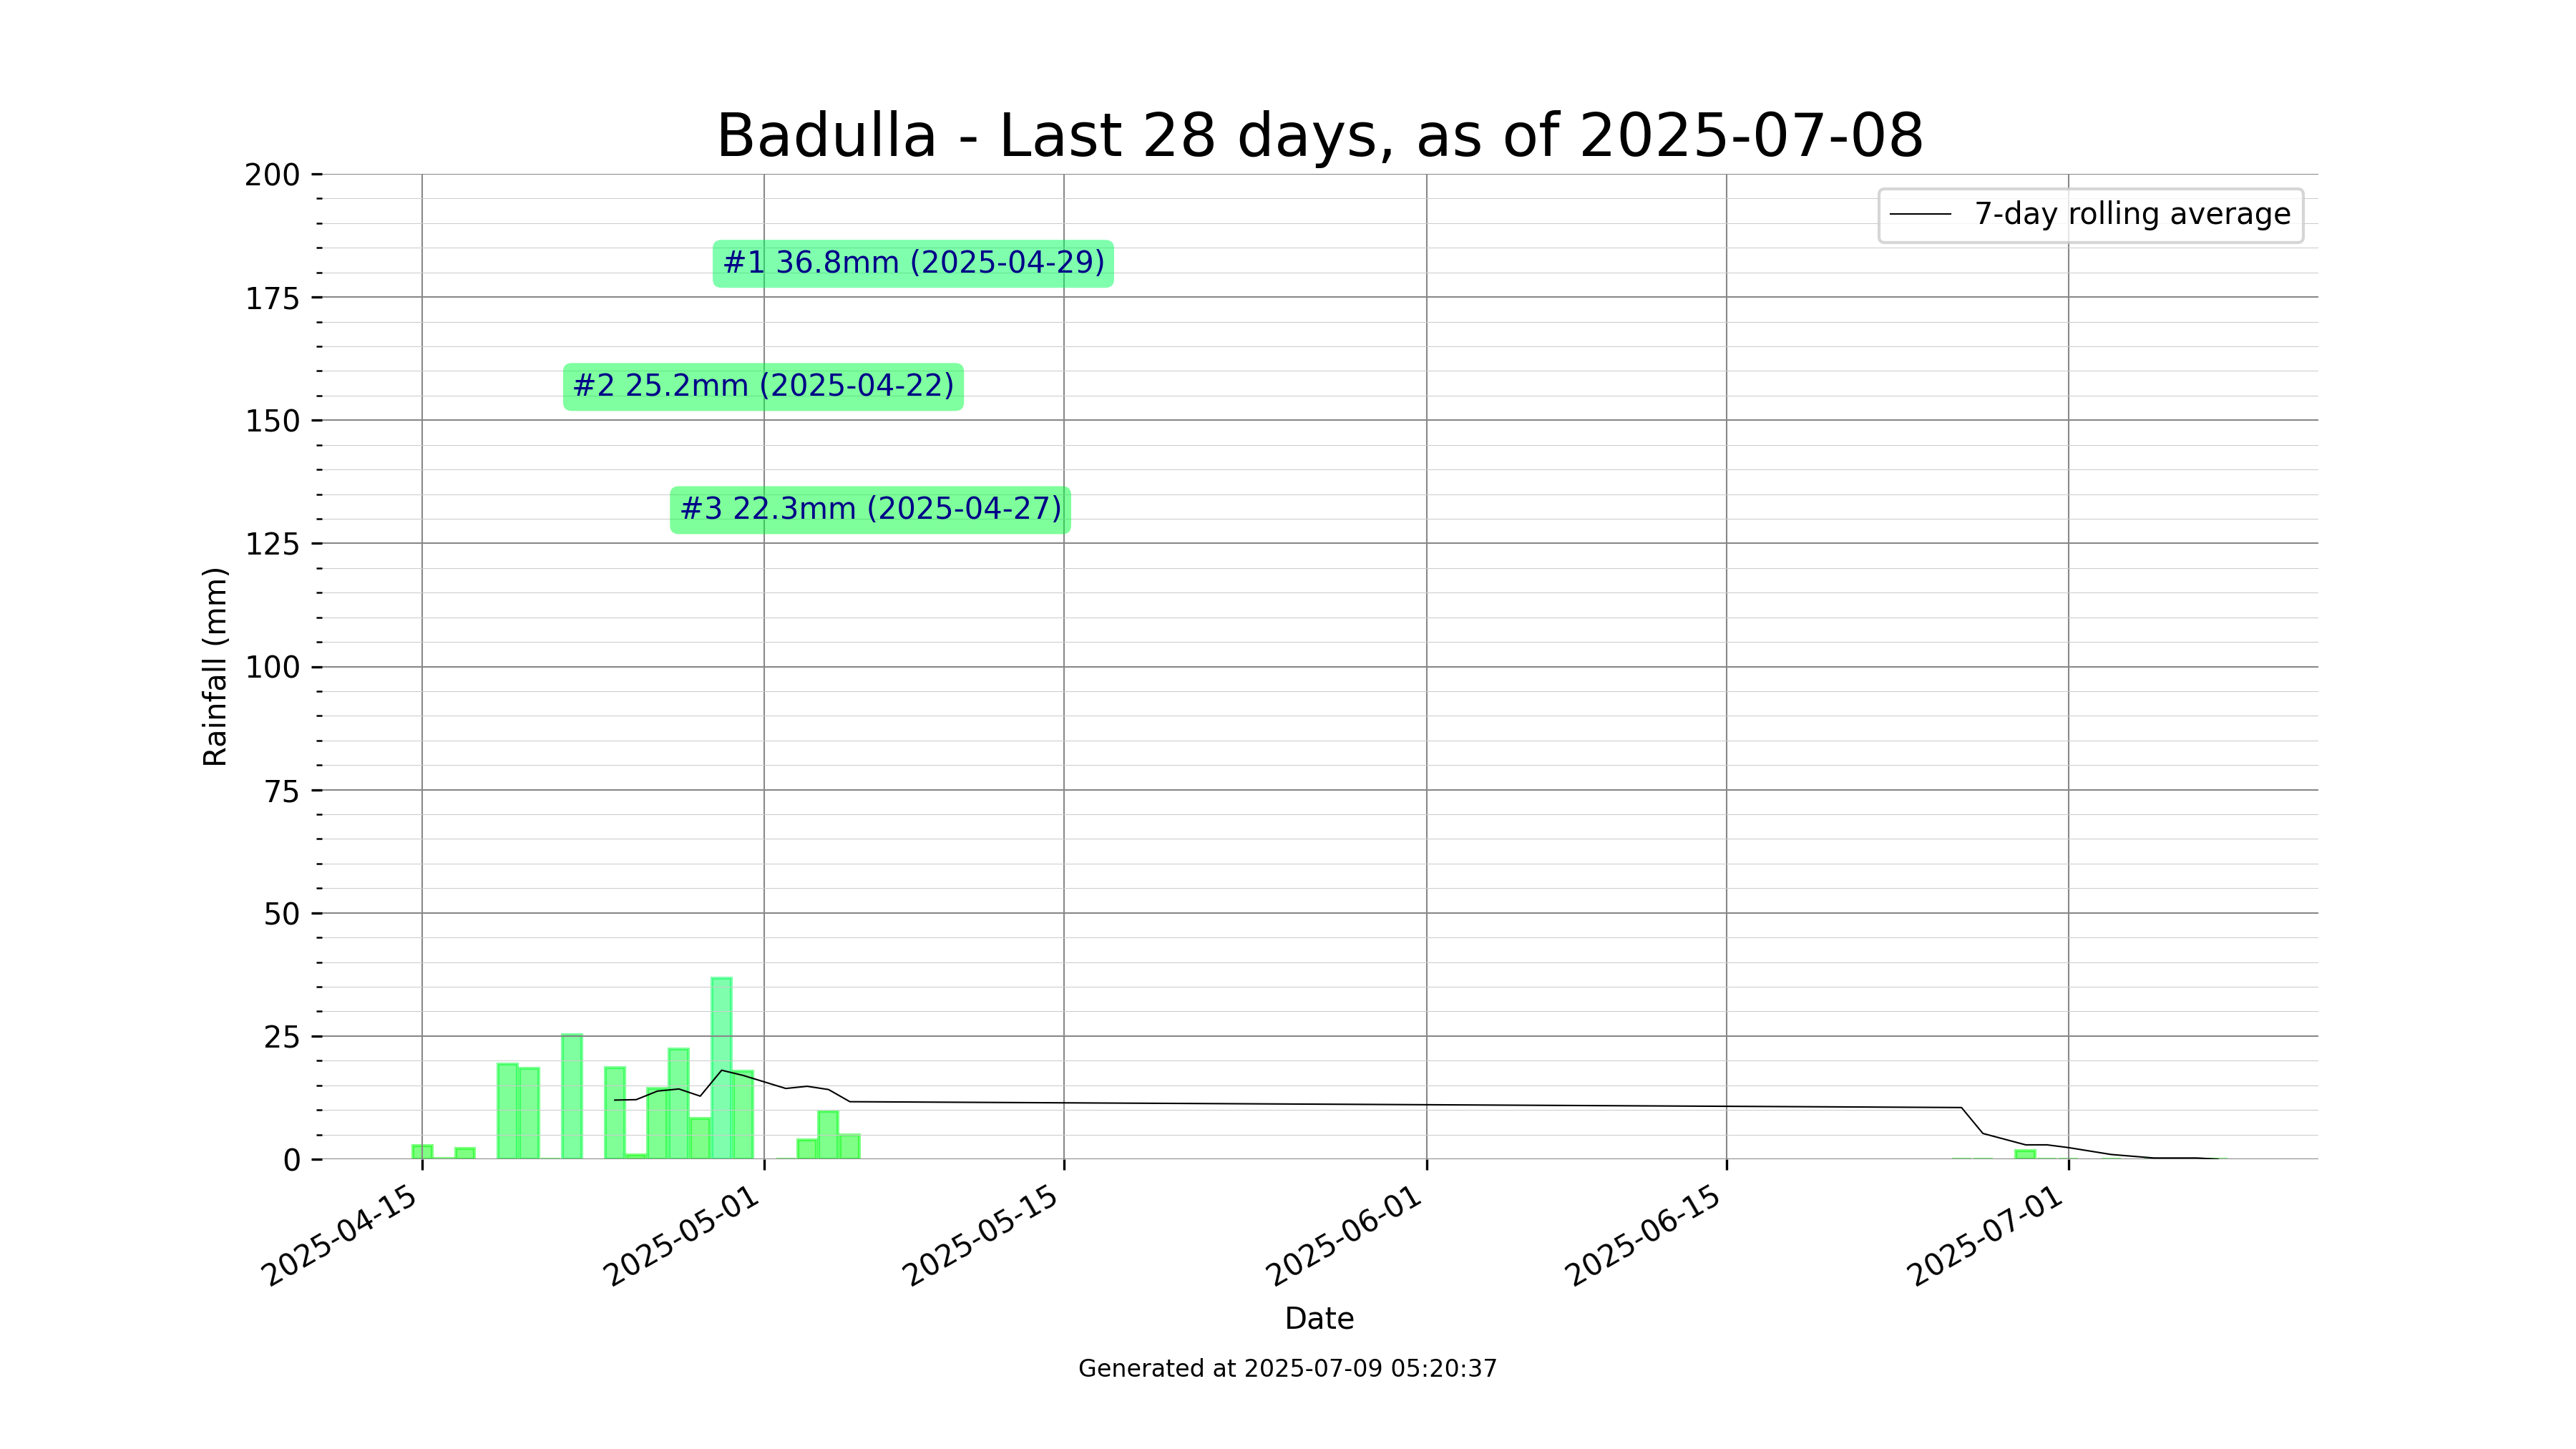 Badulla - Last 28 days, as of 2025-07-08
200
175
150
125
100
75
50
25
0
Rainfall (mm)
7-day rolling average
#1 36.8mm (2025-04-29)
#2 25.2mm (2025-04-22)
#3 22.3mm (2025-04-27)
2025-04-15
2025-05-01
2025-05-15
2025-06-01
2025-06-15
2025-07-01
Date
Generated at 2025-07-09 05:20:37